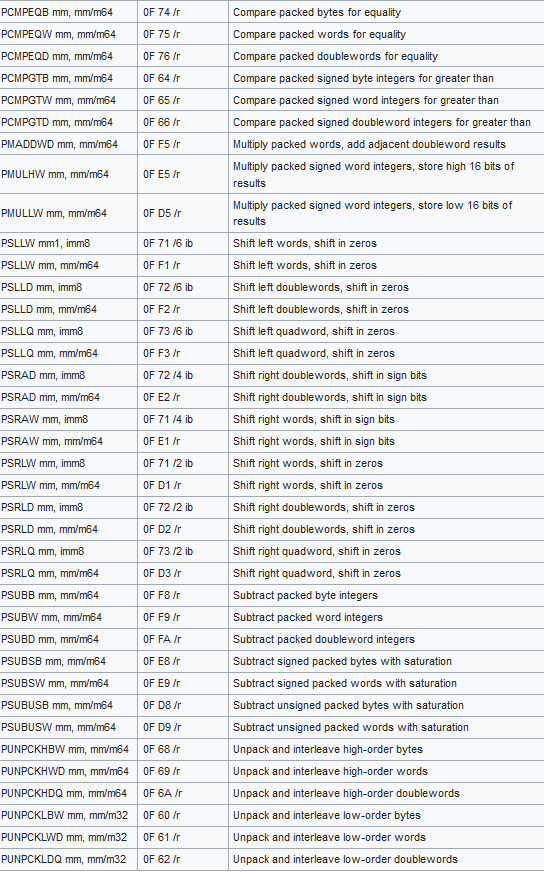 PCMPEQB mm, mm/m64 0F 74 /r Compare packed bytes for equality
PCMPEQW mm, mm/m64 0F 75 /r Compare packed words for equality
PCMPEQD mm, mm/m64 0F 76 /r Compare packed doublewords for equality
PCMPGTB mm, mm/m64 0F 64 /r Compare packed signed byte integers for greater than
PCMPGTW mm, mm/m64 0F 65 /r Compare packed signed word integers for greater than
PCMPGTD mm, mm/m64 0F 66 /r Compare packed signed doubleword integers for greater than
PMADDWD mm, mm/m64 0F F5 /r Multiply packed words, add adjacent doubleword results
PMULHW mm, mm/m64 0F E5 /r Multiply packed signed word integers, store high 16 bits of
results
PMULLW mm, mm/m64 0F D5 /r Multiply packed signed word integers, store low 16 bits of
results
PSLLW mm1, imm8 0F 71 /6 ib Shift left words, shift in zeros
PSLLW mm, mm/m64 0F F1 /r Shift left words, shift in zeros
PSLLD mm, imm8 0F 72 /6 ib Shift left doublewords, shift in zeros
PSLLD mm, mm/m64 0F F2 /r Shift left doublewords, shift in zeros
PSLLQ mm, imm8 0F 73 /6 ib Shift left quadword, shift in zeros
PSLLQ mm, mm/m64 0F F3 /r Shift left quadword, shift in zeros
PSRAD mm, imm8 0F 72 /4 ib Shift right doublewords, shift in sign bits
PSRAD mm, mm/m64 0F E2 /r Shift right doublewords, shift in sign bits
PSRAW mm, imm8 0F 71 /4 ib Shift right words, shift in sign bits
PSRAW mm, mm/m64 0F E1 /r Shift right words, shift in sign bits
PSRLW mm, imm8 0F 71 /2 ib Shift right words, shift in zeros
PSRLW mm, mm/m64 0F D1 /r Shift right words, shift in zeros
PSRLD mm, imm8 0F 72 /2 ib Shift right doublewords, shift in zeros
PSRLD mm, mm/m64 0F D2 /r Shift right doublewords, shift in zeros
PSRLQ mm, imm8 0F 73 /2 ib Shift right quadword, shift in zeros
PSRLQ mm, mm/m64 0F D3 /r Shift right quadword, shift in zeros
PSUBB mm, mm/m64 0F F8 /r Subtract packed byte integers
PSUBW mm, mm/m64 0F F9 /r Subtract packed word integers
PSUBD mm, mm/m64 0F FA /r Subtract packed doubleword integers
PSUBSB mm, mm/m64 0F E8 /r Subtract signed packed bytes with saturation
PSUBSW mm, mm/m64 0F E9 /r Subtract signed packed words with saturation
PSUBUSB mm, mm/m64 0F D8 /r Subtract unsigned packed bytes with saturation
PSUBUSW mm, mm/m64 0F D9 /r Subtract unsigned packed words with saturation
PUNPCKHBW mm, mm/m64 0F 68 /r Unpack and interleave high-order bytes
PUNPCKHWD mm, mm/m64 0F 69 /r Unpack and interleave high-order words
PUNPCKHDQ mm, mm/m64 0F 6A /r Unpack and interleave high-order doublewords
PUNPCKLBW mm, mm/m32 0F 60 /r Unpack and interleave low-order bytes
PUNPCKLWD mm, mm/m32 0F 61 /r Unpack and interleave low-order words
PUNPCKLDQ mm, mm/m32 0F 62 /r Unpack and interleave low-order doublewords